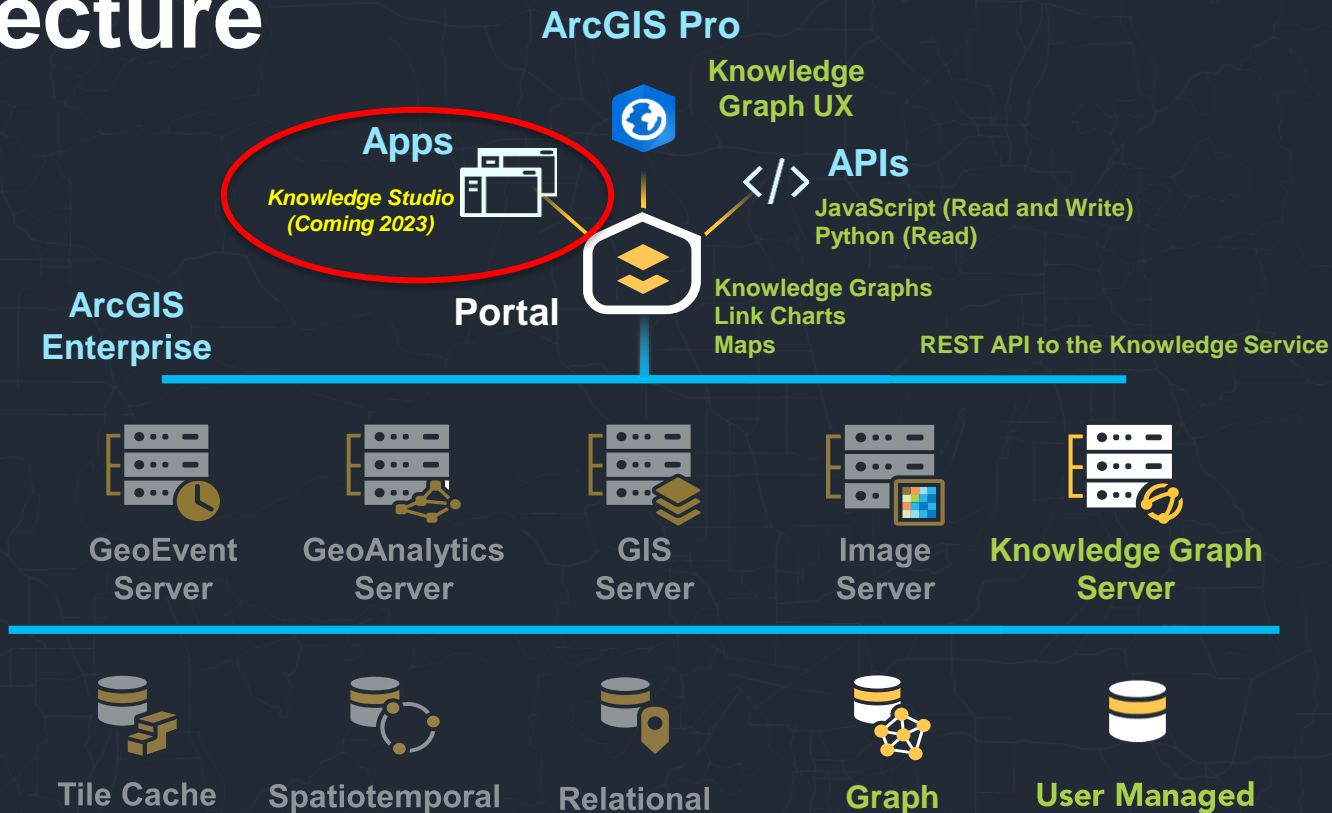 ecture
ArcGIS Pro
Knowledge
Graph UX
Apps
Knowledge Studio
(Coming 2023)
</> APIs
JavaScript (Read and Write)
Python (Read)
ArcGIS
Enterprise
Portal
Knowledge Graphs
Link Charts
Maps
REST API to the Knowledge Service
GeoEvent
Server
GeoAnalytics
Server
GIS
Server
Image
Server
Knowledge Graph
Server
Tile Cache
Spatiotemporal
Relational
Graph
User Managed